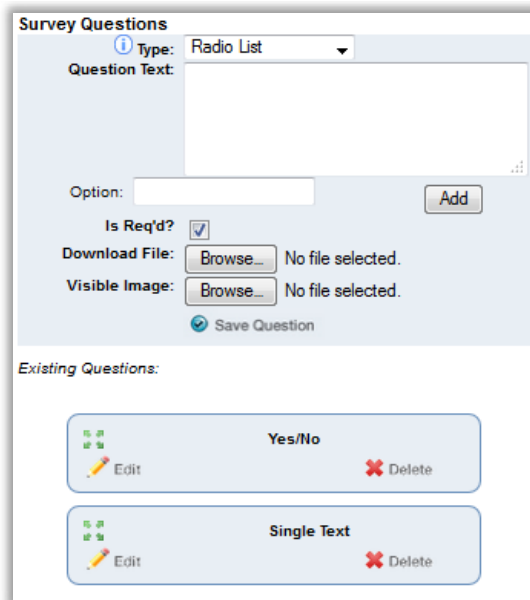 Survey Questions
Type: Radio List
Question Text:
Option: Add
Is Req'd?
Download File: Browse... No file selected.
Visible Image: Browse... No file selected.
Save Question
Existing Questions:
Yes/No
Edit Delete
Single Text
Edit Delete